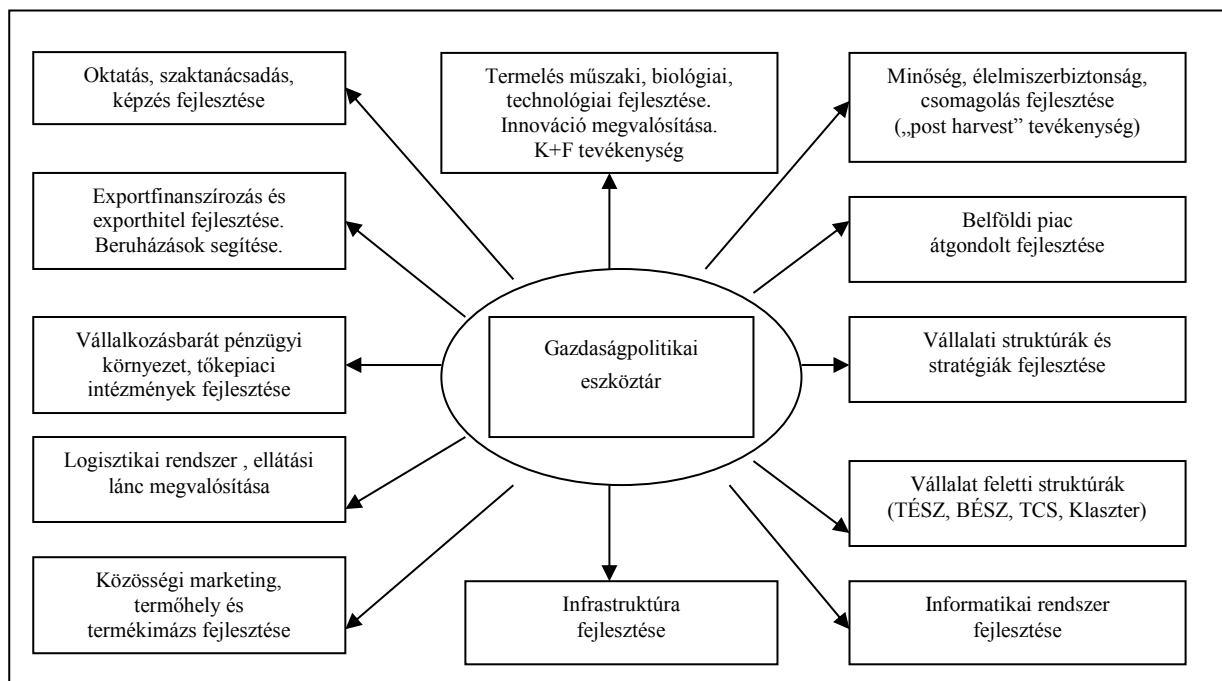 Oktatás, szaktanácsadás,
képzés fejlesztése
Termelés műszaki, biológiai,
technológiai fejlesztése.
Innováció megvalósítása.
K+F tevékenység
Minőség, élelmiszerbiztonság,
csomagolás fejlesztése
(„post harvest” tevékenység)
Exportfinanszírozás és
exporthitel fejlesztése.
Beruházások segítése.
Belföldi piac
átgondolt fejlesztése
Vállalkozásbarát pénzügyi
környezet, tőkepiaci
intézmények fejlesztése
Gazdaságpolitikai
eszköztár
Vállalati struktúrák és
stratégiák fejlesztése
Logisztikai rendszer , ellátási
lánc megvalósítása
Vállalat feletti struktúrák
(TÉSZ, BÉSZ, TCS, Klaszter)
Közösségi marketing,
termőhely és
termékimázs fejlesztése
Infrastruktúra
fejlesztése
Informatikai rendszer
fejlesztése